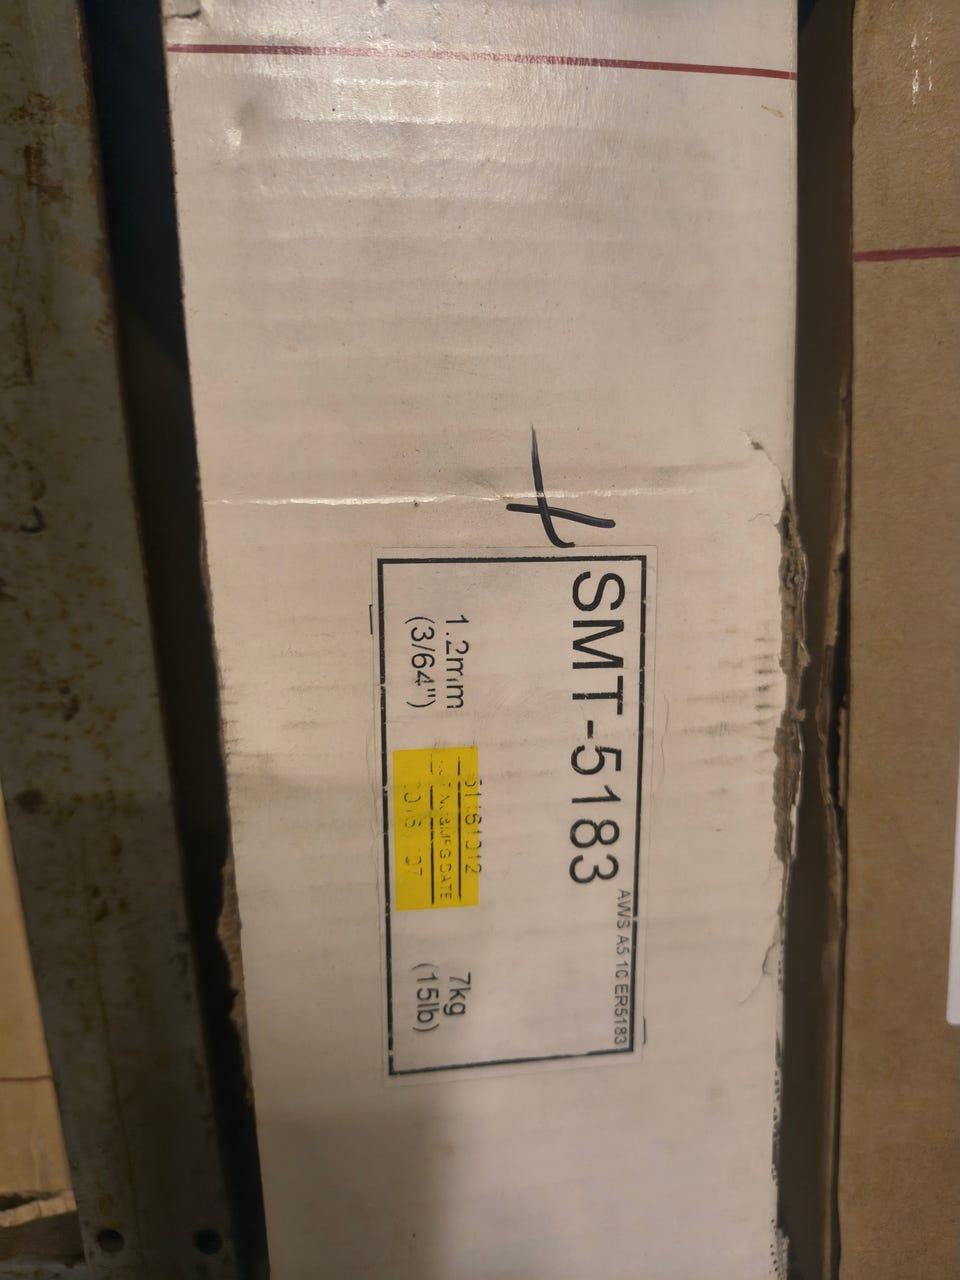 SMT-5183
AWS A5 10 ER5183
1.2mm
(3/64")
7kg
(15lb)